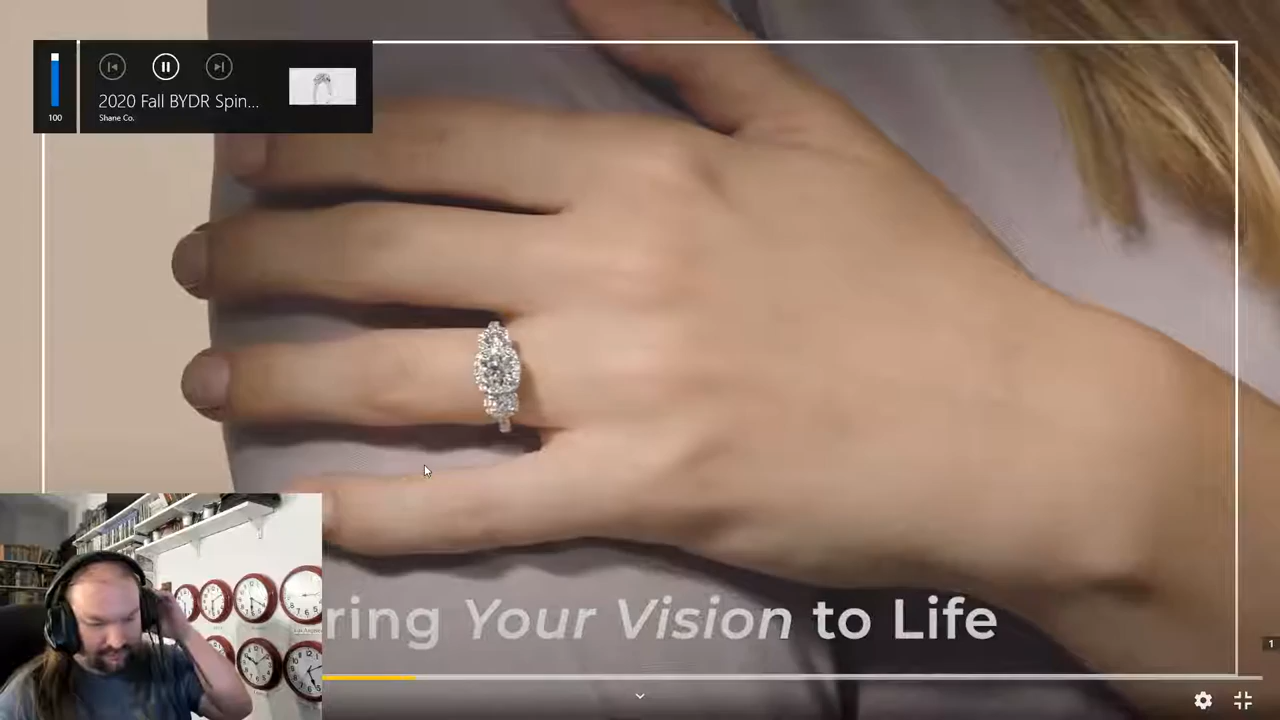 100
2020 Fall BYDR Spin...
Shane Co.
ring Your Vision to Life
1